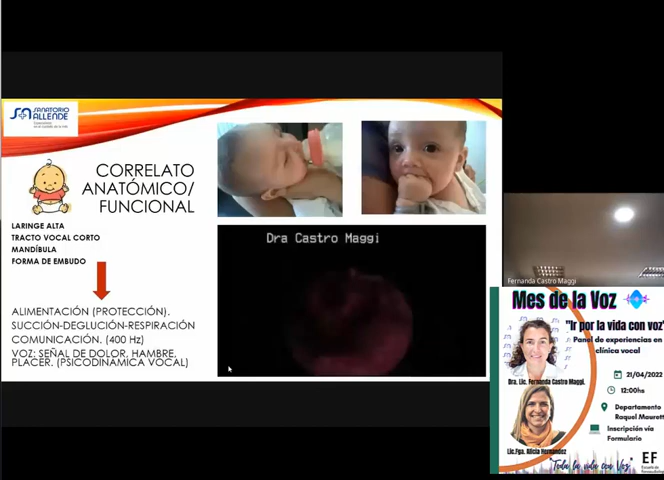 SANATORIO
ALLENDE
CORRELATO
ANATÓMICO/
FUNCIONAL
LARINGE ALTA
TRACTO VOCAL CORTO
MANDÍBULA
FORMA DE EMBUDO
ALIMENTACIÓN (PROTECCIÓN).
SUCCIÓN-DEGLUCIÓN-RESPIRACIÓN
COMUNICACIÓN. (400 Hz)
VOZ: SEÑAL DE DOLOR, HAMBRE,
PLACER. (PSICODINAMICA VOCAL)
Dra Castro Maggi
Fernanda Castro Maggi
Mes de la Voz
"Ir por la vida con voz"
Panel de experiencias en
clínica vocal
Dra. Lic. Fernanda Castro Maggi.
21/04/2022
12:00hs
Departamento
Raquel Maurett
Inscripción vía
Formulario
Lic.Fga. Alicia Hernandez
"Toda la vida con Voz"
EF